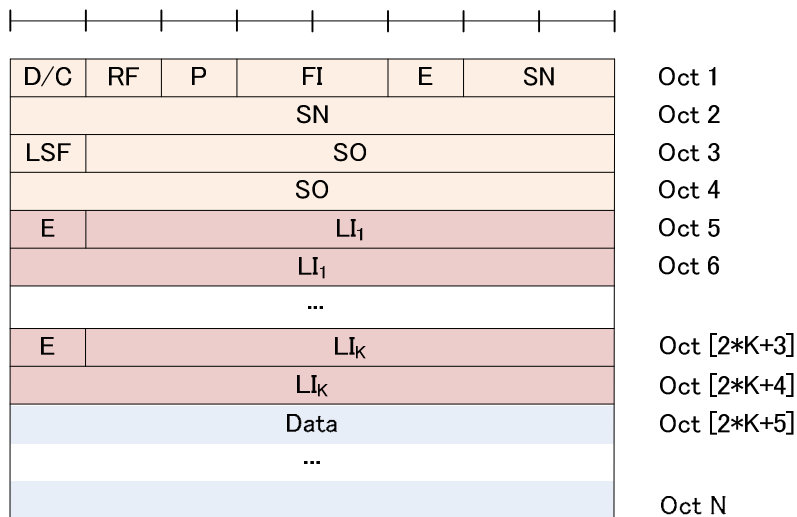 D/C RF P FI E SN Oct 1
SN Oct 2
LSF SO Oct 3
SO Oct 4
E LI₁ Oct 5
LI₁ Oct 6
...
E LIK Oct [2*K+3]
LIK Oct [2*K+4]
Data Oct [2*K+5]
...
Oct N